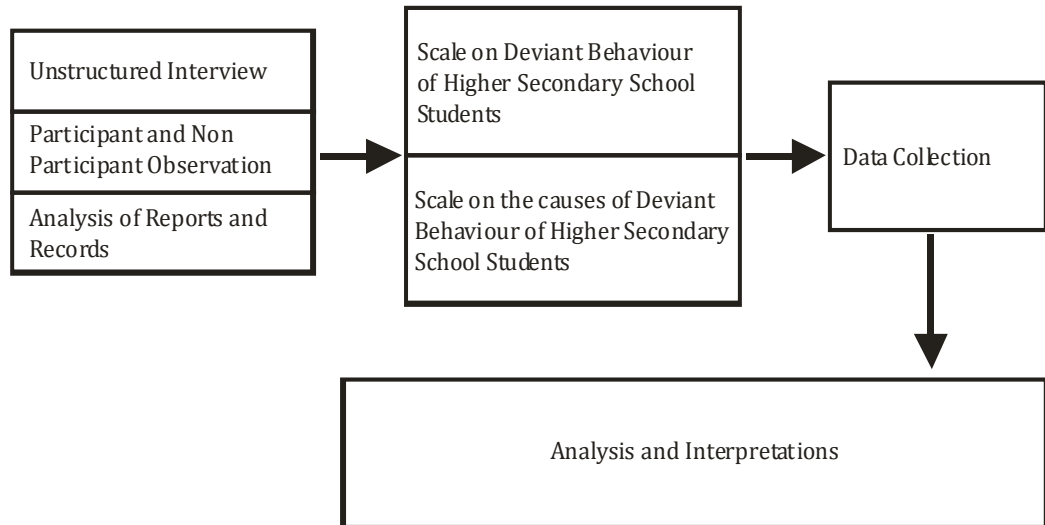 Unstructured Interview
Participant and Non
Participant Observation
Analysis of Reports and
Records
Scale on Deviant Behaviour
of Higher Secondary School
Students
Scale on the causes of Deviant
Behaviour of Higher Secondary
School Students
Data Collection
Analysis and Interpretations